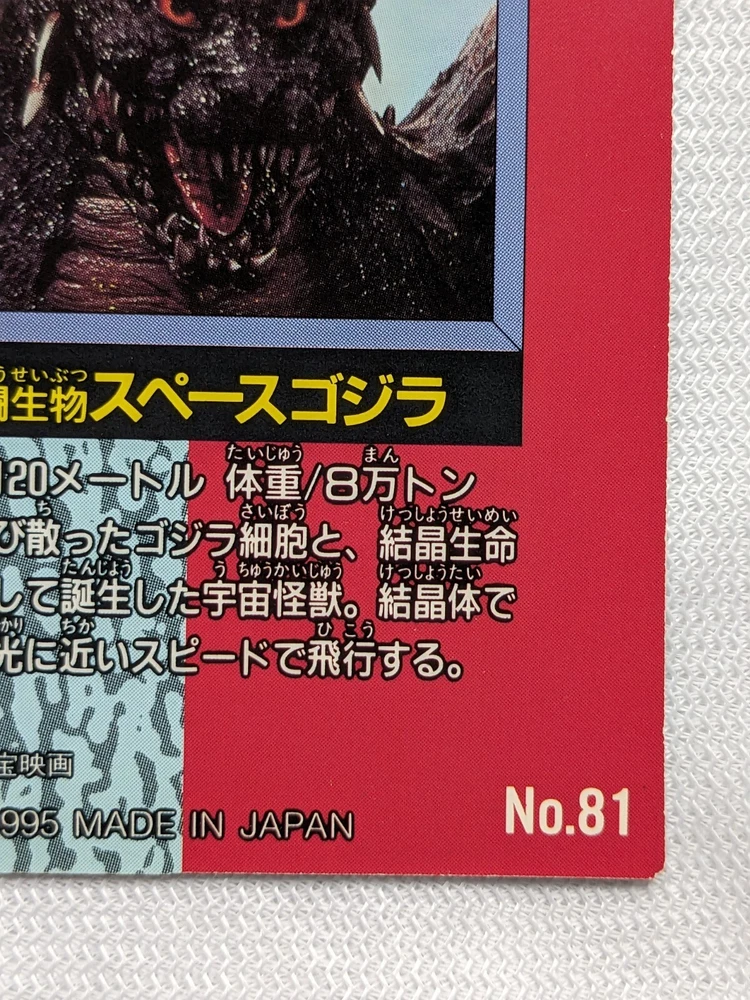 うせいぶつ
闘生物スペースゴジラ
たいじゅう まん
120メートル 体重/8万トン
ち さいぼう けっしょうせいめい
び散ったゴジラ細胞と、結晶生命
たんじょう う ちゅうかいじゅう けっしょうたい
して誕生した宇宙怪獣。結晶体で
かり ちか ひ こう
光に近いスピードで飛行する。
宝映画
995 MADE IN JAPAN
No.81